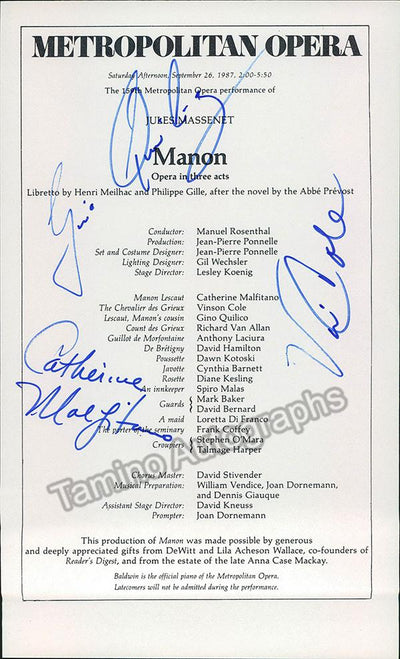 METROPOLITAN OPERA
Saturday Afternoon, September 26, 1987, 2:00-5:50
The 159th Metropolitan Opera performance of
JULES MASSENET
Manon
Opera in three acts
Libretto by Henri Meilhac and Philippe Gille, after the novel by the Abbé Prévost
Conductor: Manuel Rosenthal
Production: Jean-Pierre Ponnelle
Set and Costume Designer: Jean-Pierre Ponnelle
Lighting Designer: Gil Wechsler
Stage Director: Lesley Koenig
Manon Lescaut Catherine Malfitano
The Chevalier des Grieux Vinson Cole
Lescaut, Manon's cousin Gino Quilico
Count des Grieux Richard Van Allan
Guillot de Morfontaine Anthony Laciura
De Brétigny David Hamilton
Poussette Dawn Kotoski
Javotte Cynthia Barnett
Rosette Diane Kesling
An innkeeper Spiro Malas
Guards { Mark Baker
David Bernard
A maid Loretta Di Franco
The porter of the seminary Frank Coffey
Croupiers { Stephen O'Mara
Talmage Harper
Chorus Master: David Stivender
Musical Preparation: William Vendice, Joan Dornemann,
and Dennis Giauque
Assistant Stage Director: David Kneuss
Prompter: Joan Dornemann
This production of Manon was made possible by generous
and deeply appreciated gifts from DeWitt and Lila Acheson Wallace, co-founders of
Reader's Digest, and from the estate of the late Anna Case Mackay.
Baldwin is the official piano of the Metropolitan Opera.
Latecomers will not be admitted during the performance.
Gino Quilico
Vin Cole
Catherine
Malfitano
Tamino Autographs